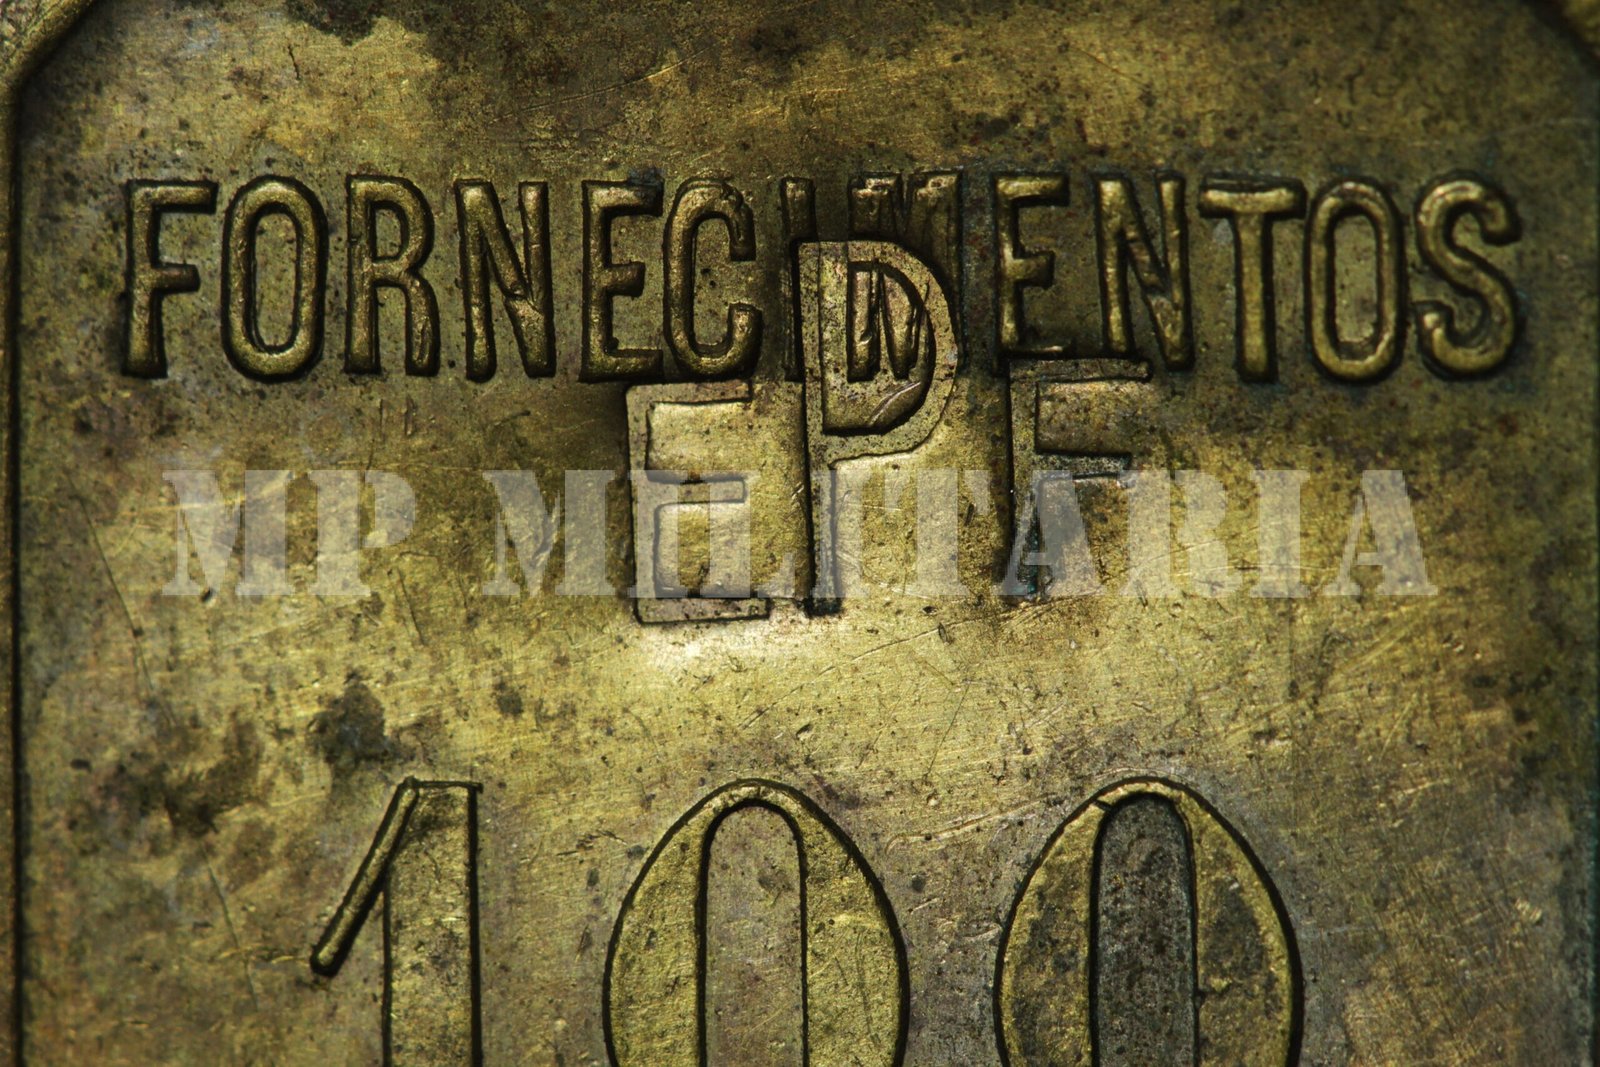 FORNECIMENTOS
EPF
MP MILITARIA
100